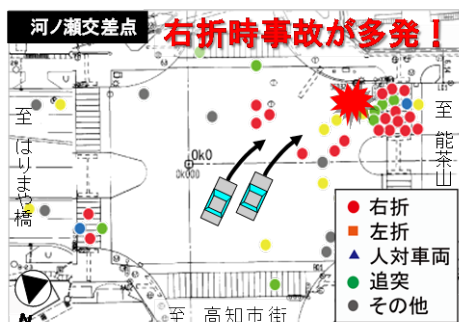 河ノ瀬交差点
右折時事故が多発！
至 はりまや橋
至 能茶山
0k0
0k000
右折
左折
人対車両
追突
その他
N
至 高知市街